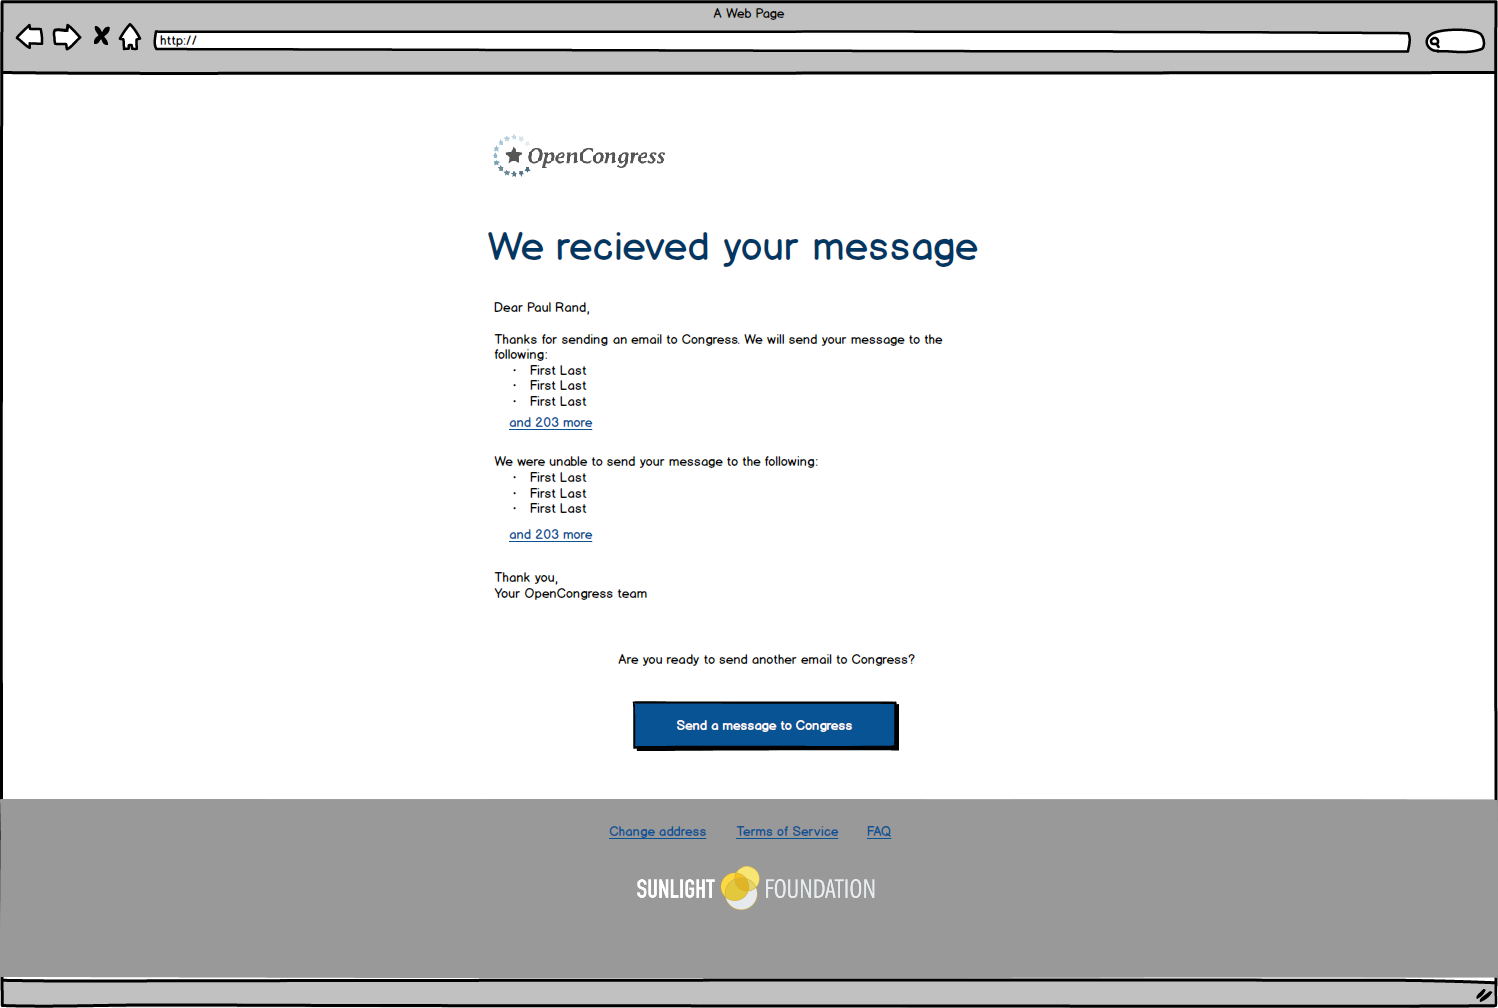 A Web Page
http://
OpenCongress
We recieved your message
Dear Paul Rand,
Thanks for sending an email to Congress. We will send your message to the
following:
· First Last
· First Last
· First Last
and 203 more
We were unable to send your message to the following:
· First Last
· First Last
· First Last
and 203 more
Thank you,
Your OpenCongress team
Are you ready to send another email to Congress?
Send a message to Congress
Change address Terms of Service FAQ
SUNLIGHT FOUNDATION